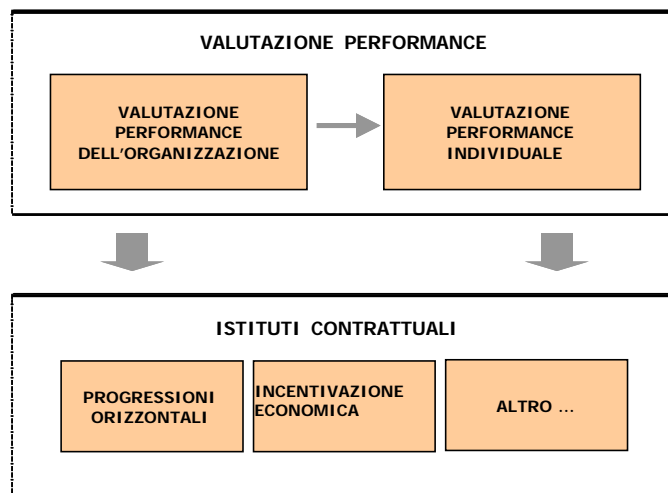 VALUTAZIONE PERFORMANCE
VALUTAZIONE
PERFORMANCE
DELL'ORGANIZZAZIONE
VALUTAZIONE
PERFORMANCE
INDIVIDUALE
ISTITUTI CONTRATTUALI
PROGRESSIONI
ORIZZONTALI
INCENTIVAZIONE
ECONOMICA
ALTRO ...